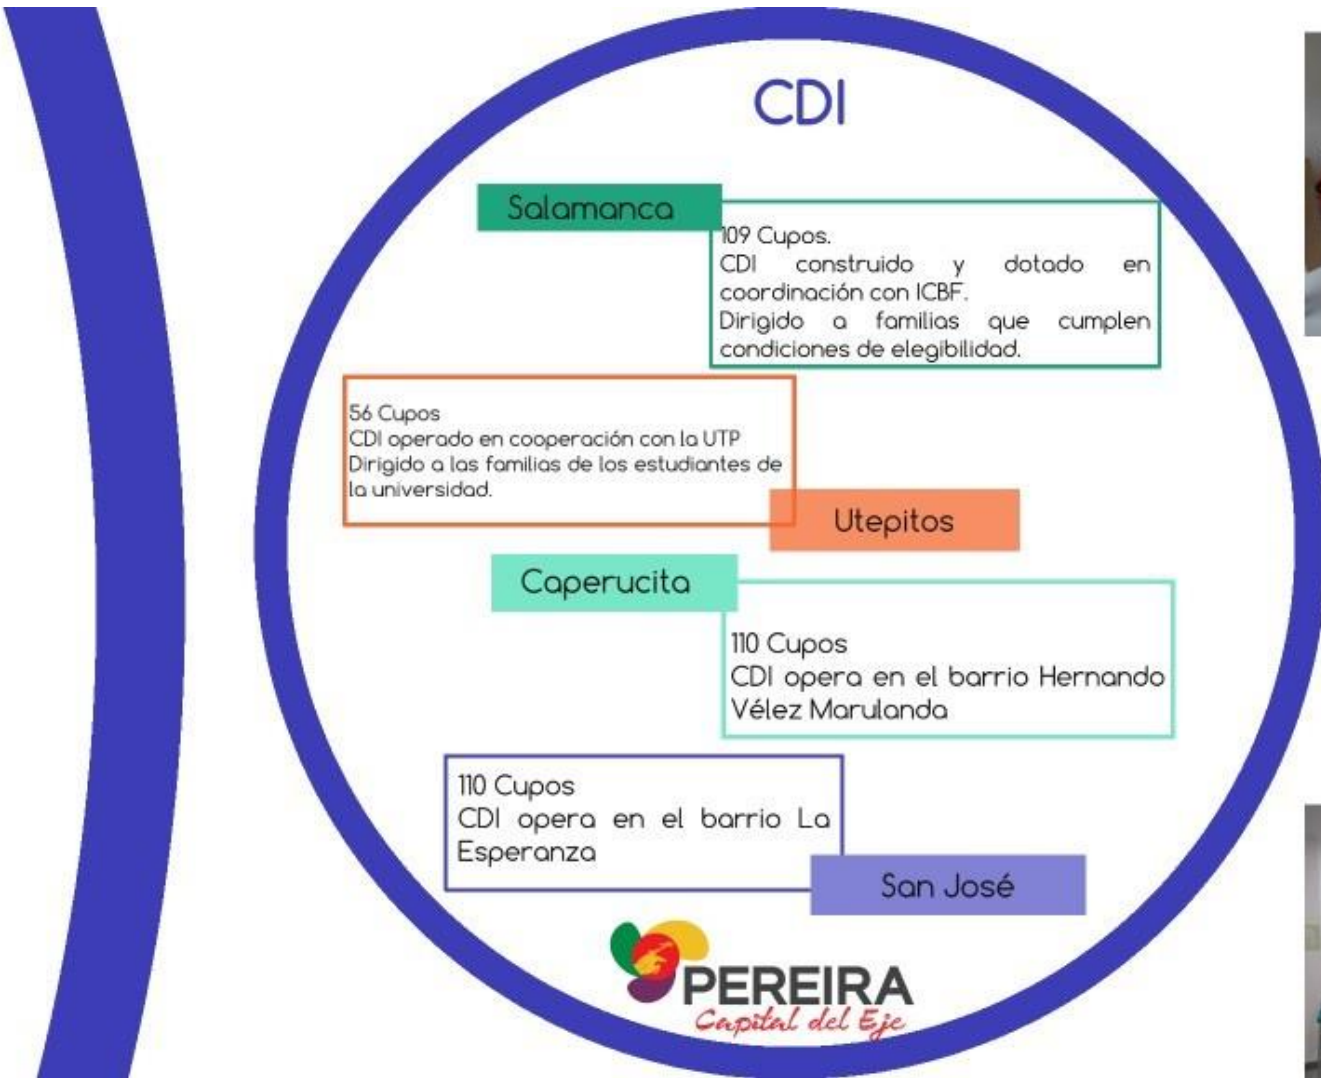 CDI
Salamanca
109 Cupos.
CDI construido y dotado en
coordinación con ICBF.
Dirigido a familias que cumplen
condiciones de elegibilidad.
56 Cupos
CDI operado en cooperación con la UTP
Dirigido a las familias de los estudiantes de
la universidad.
Utepitos
Caperucita
110 Cupos
CDI opera en el barrio Hernando
Vélez Marulanda
110 Cupos
CDI opera en el barrio La
Esperanza
San José
PEREIRA
Capital del Eje